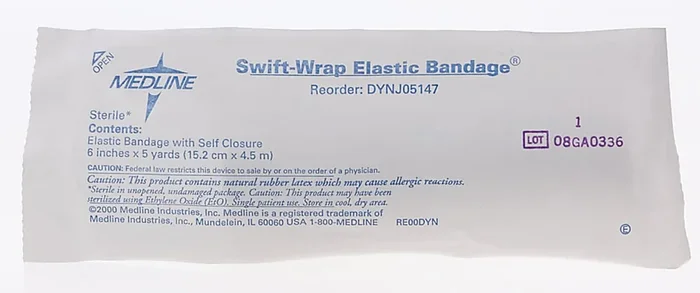 OPEN
MEDLINE
Swift-Wrap Elastic Bandage®
Reorder: DYNJ05147
Sterile*
Contents:
Elastic Bandage with Self Closure
6 inches x 5 yards (15.2 cm x 4.5 m)
CAUTION: Federal law restricts this device to sale by or on the order of a physician.
Caution: This product contains natural rubber latex which may cause allergic reactions.
*Sterile in unopened, undamaged package. Caution: This product may have been
sterilized using Ethylene Oxide (EtO). Single patient use. Store in cool, dry area.
©2000 Medline Industries, Inc. Medline is a registered trademark of
Medline Industries, Inc., Mundelein, IL 60060 USA 1-800-MEDLINE RE00DYN
1
LOT 08GA0336
E